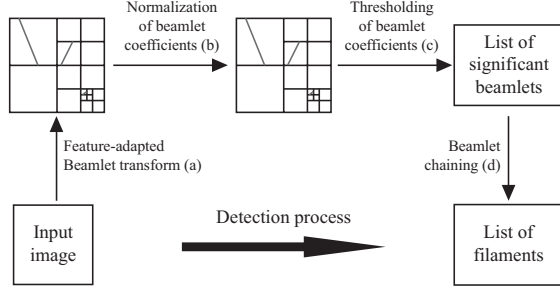 Normalization
of beamlet
coefficients (b)
Thresholding
of beamlet
coefficients (c)
List of
significant
beamlets
Feature-adapted
Beamlet transform (a)
Beamlet
chaining (d)
Input
image
Detection process
List of
filaments